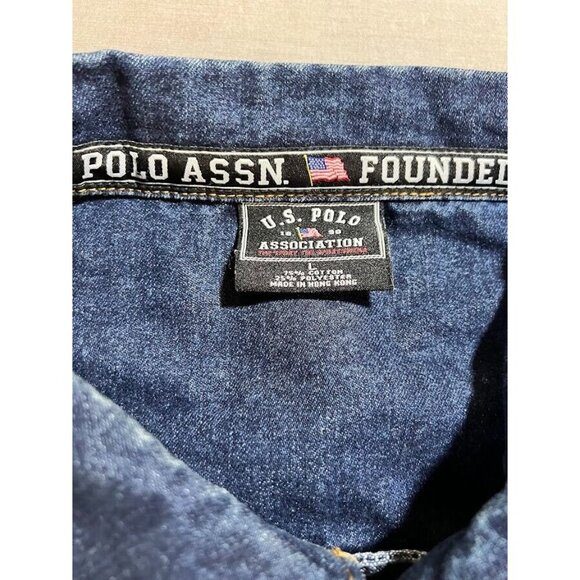 POLO ASSN. FOUNDED
U.S. POLO
18 90
ASSOCIATION
L
75% COTTON
25% POLYESTER
MADE IN HONG KONG